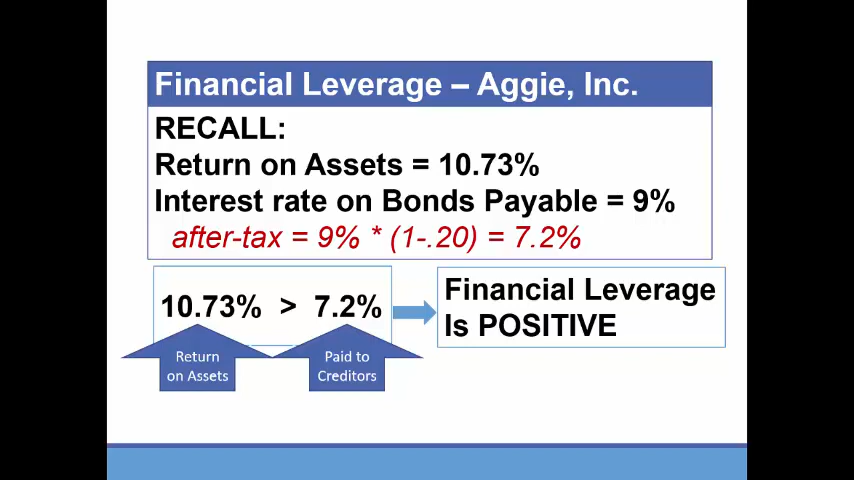 Financial Leverage – Aggie, Inc.
RECALL:
Return on Assets = 10.73%
Interest rate on Bonds Payable = 9%
after-tax = 9% * (1-.20) = 7.2%
10.73% > 7.2%
Financial Leverage
Is POSITIVE
Return
on Assets
Paid to
Creditors